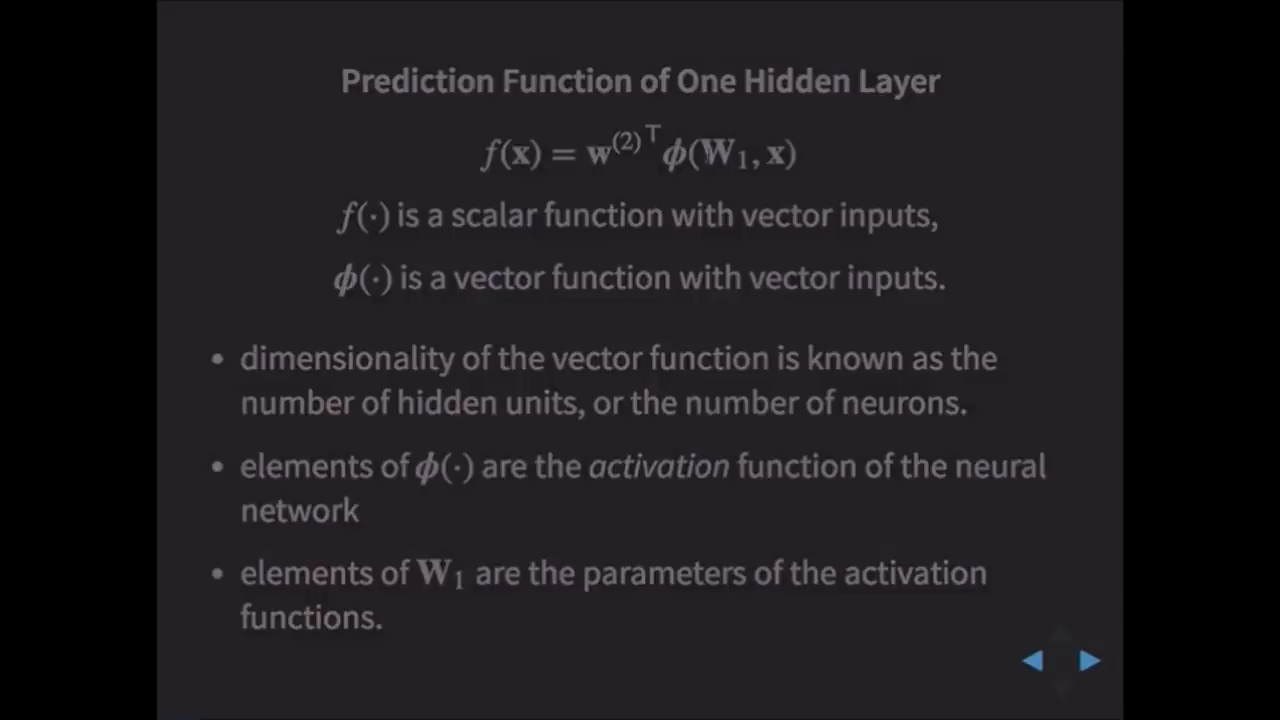 Prediction Function of One Hidden Layer
f(x) = w⁽²⁾ᵀϕ(W₁, x)
f(·) is a scalar function with vector inputs,
ϕ(·) is a vector function with vector inputs.
• dimensionality of the vector function is known as the
number of hidden units, or the number of neurons.
• elements of ϕ(·) are the activation function of the neural
network
• elements of W₁ are the parameters of the activation
functions.